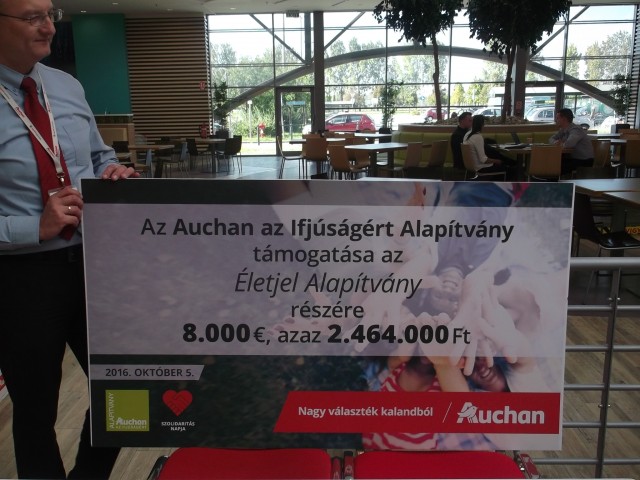 Az Auchan az Ifjúságért Alapítvány
támogatása az
Életjel Alapítvány
részére
8.000 €, azaz 2.464.000 Ft
2016. OKTÓBER 5.
ALAPÍTVÁNY
Auchan
SZOLIDARITÁS
NAPJA
Nagy választék kalandból
Auchan